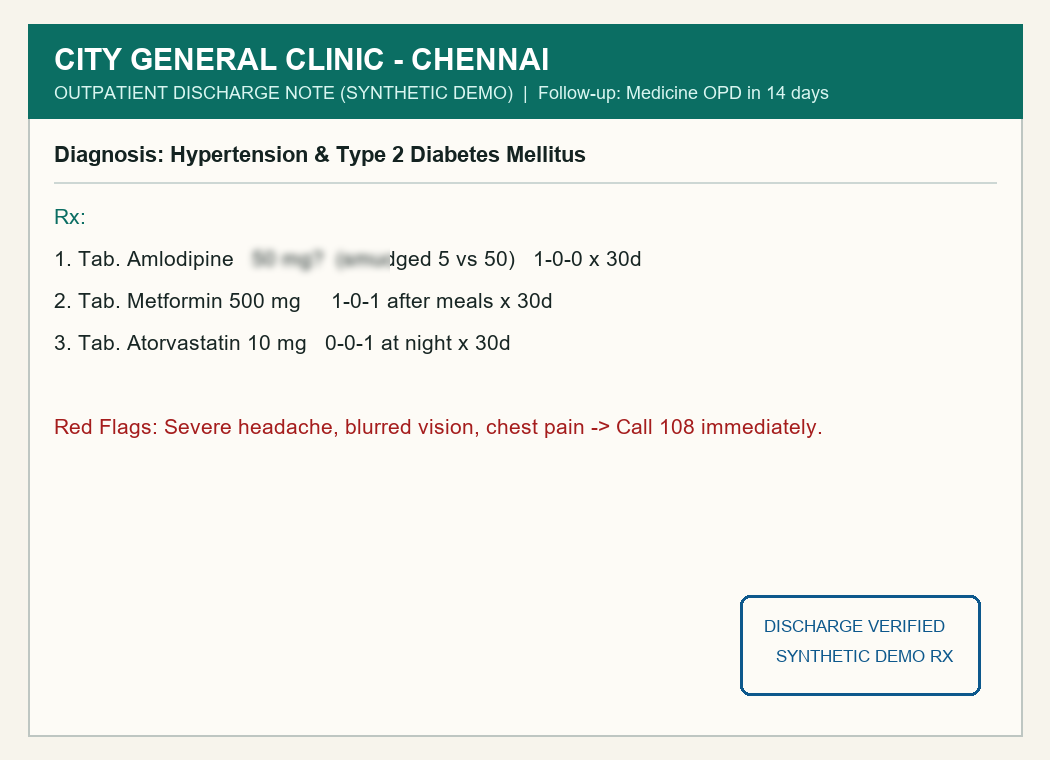 CITY GENERAL CLINIC - CHENNAI
OUTPATIENT DISCHARGE NOTE (SYNTHETIC DEMO) | Follow-up: Medicine OPD in 14 days
Diagnosis: Hypertension & Type 2 Diabetes Mellitus
Rx:
1. Tab. Amlodipine dged 5 vs 50) 1-0-0 x 30d
2. Tab. Metformin 500 mg 1-0-1 after meals x 30d
3. Tab. Atorvastatin 10 mg 0-0-1 at night x 30d
Red Flags: Severe headache, blurred vision, chest pain -> Call 108 immediately.
DISCHARGE VERIFIED
SYNTHETIC DEMO RX